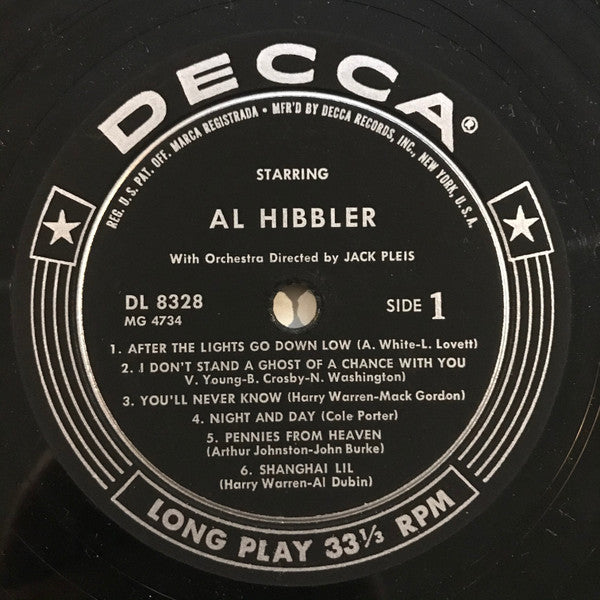 DECCA®
REG. U.S. PAT. OFF. MARCA REGISTRADA • MFR'D BY DECCA RECORDS, INC., NEW YORK, U.S.A.
STARRING
AL HIBBLER
With Orchestra Directed by JACK PLEIS
DL 8328
MG 4734
SIDE 1
1. AFTER THE LIGHTS GO DOWN LOW (A. White-L. Lovett)
2. I DON'T STAND A GHOST OF A CHANCE WITH YOU
V. Young-B. Crosby-N. Washington)
3. YOU'LL NEVER KNOW (Harry Warren-Mack Gordon)
4. NIGHT AND DAY (Cole Porter)
5. PENNIES FROM HEAVEN
(Arthur Johnston-John Burke)
6. SHANGHAI LIL
(Harry Warren-Al Dubin)
LONG PLAY 33⅓ RPM